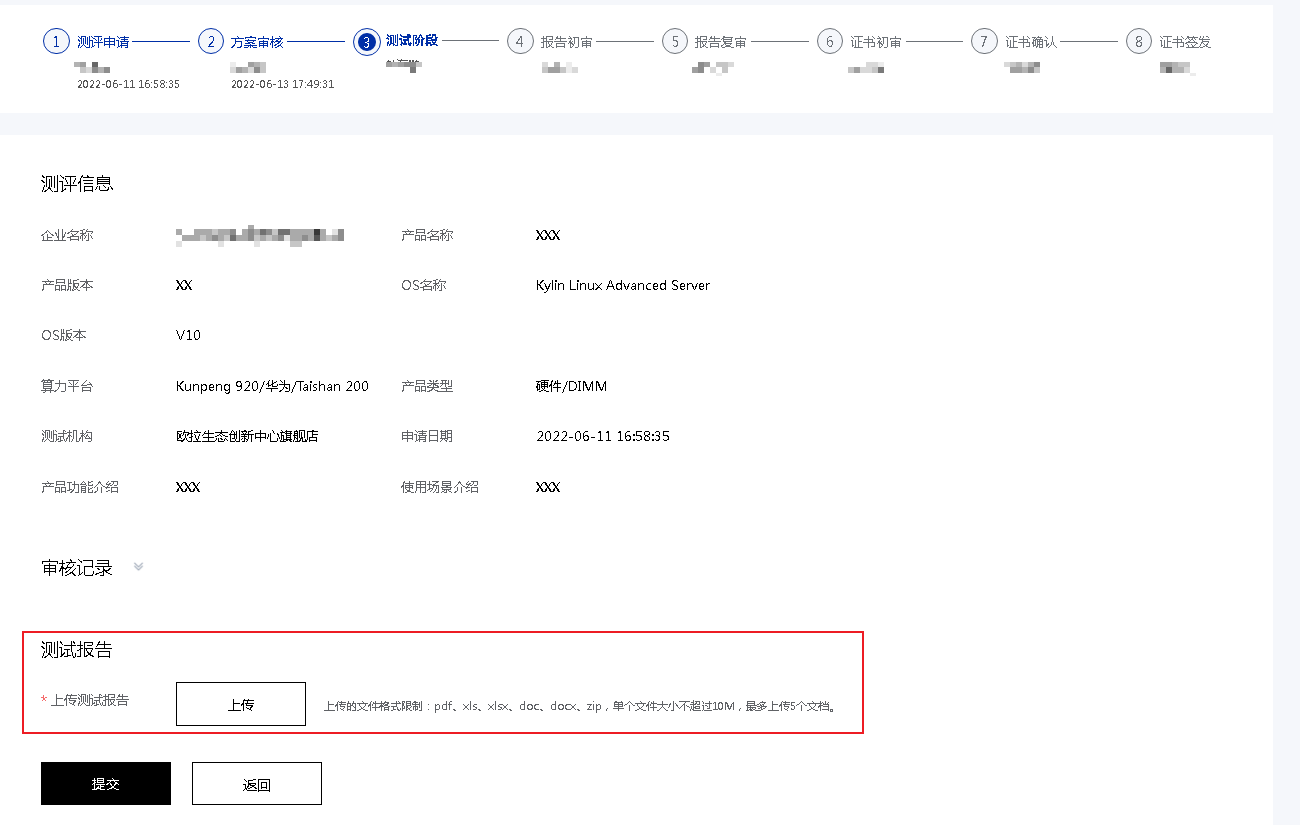 1 测评申请 2 方案审核 3 测试阶段 4 报告初审 5 报告复审 6 证书初审 7 证书确认 8 证书签发
2022-06-11 16:58:35 2022-06-13 17:49:31
测评信息
企业名称 产品名称 XXX
产品版本 XX OS名称 Kylin Linux Advanced Server
OS版本 V10
算力平台 Kunpeng 920/华为/Taishan 200 产品类型 硬件/DIMM
测试机构 欧拉生态创新中心旗舰店 申请日期 2022-06-11 16:58:35
产品功能介绍 XXX 使用场景介绍 XXX
审核记录
测试报告
* 上传测试报告 上传 上传的文件格式限制：pdf、xls、xlsx、doc、docx、zip，单个文件大小不超过10M，最多上传5个文档。
提交 返回